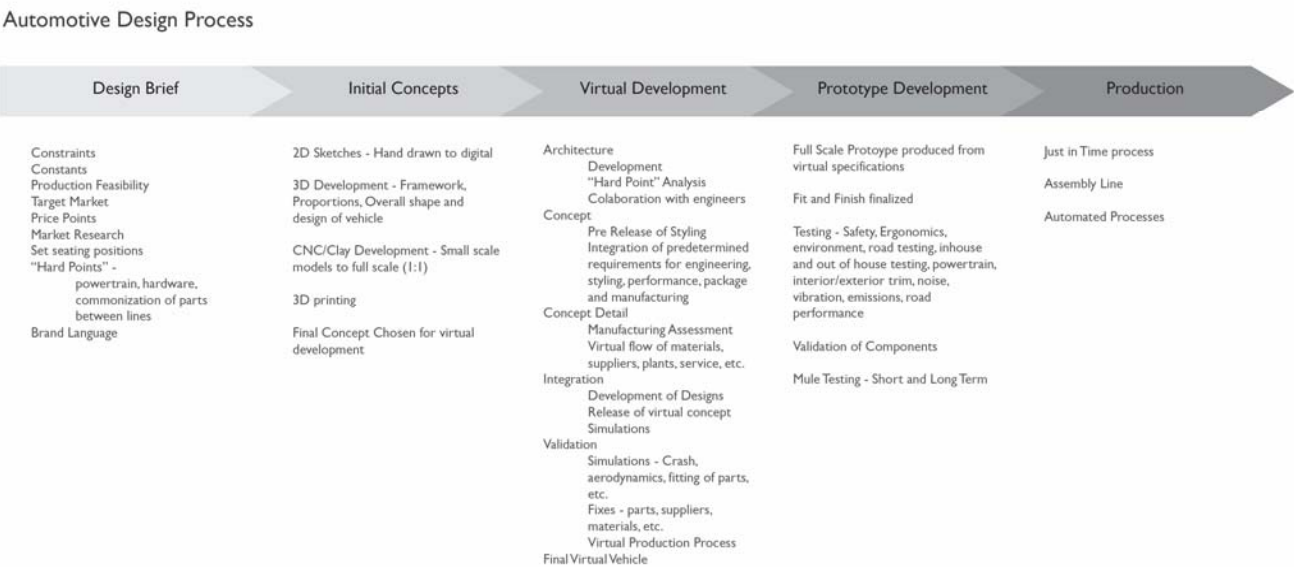 Automotive Design Process
Design Brief
Initial Concepts
Virtual Development
Prototype Development
Production
Constraints
Constants
Production Feasibility
Target Market
Price Points
Market Research
Set seating positions
“Hard Points” -
powertrain, hardware,
commonization of parts
between lines
Brand Language
2D Sketches - Hand drawn to digital
3D Development - Framework,
Proportions, Overall shape and
design of vehicle
CNC/Clay Development - Small scale
models to full scale (1:1)
3D printing
Final Concept Chosen for virtual
development
Architecture
Development
“Hard Point” Analysis
Colaboration with engineers
Concept
Pre Release of Styling
Integration of predetermined
requirements for engineering,
styling, performance, package
and manufacturing
Concept Detail
Manufacturing Assessment
Virtual flow of materials,
suppliers, plants, service, etc.
Integration
Development of Designs
Release of virtual concept
Simulations
Validation
Simulations - Crash,
aerodynamics, fitting of parts,
etc.
Fixes - parts, suppliers,
materials, etc.
Virtual Production Process
Final Virtual Vehicle
Full Scale Protoype produced from
virtual specifications
Fit and Finish finalized
Testing - Safety, Ergonomics,
environment, road testing, inhouse
and out of house testing, powertrain,
interior/exterior trim, noise,
vibration, emissions, road
performance
Validation of Components
Mule Testing - Short and Long Term
Just in Time process
Assembly Line
Automated Processes